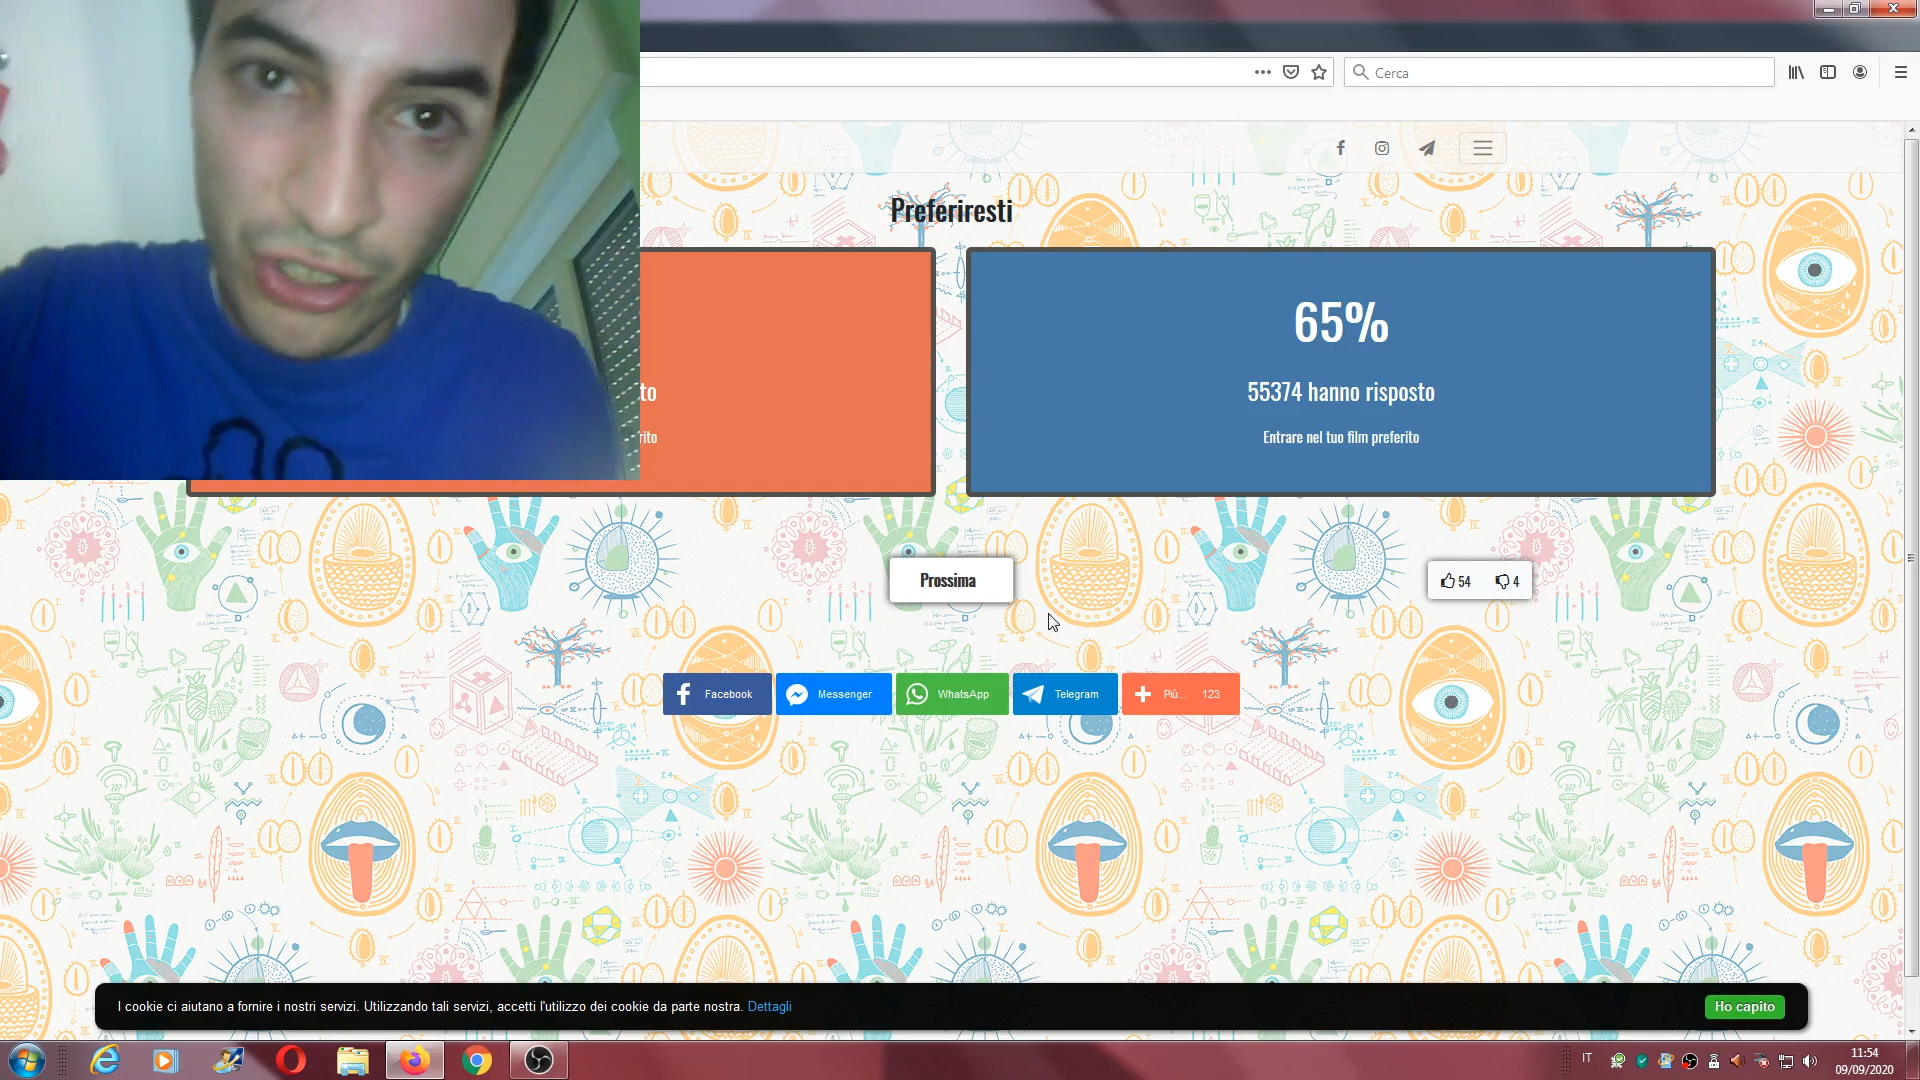 Cerca
Preferiresti
to
rito
65%
55374 hanno risposto
Entrare nel tuo film preferito
Prossima
54
4
Facebook
Messenger
WhatsApp
Telegram
Più...
123
I cookie ci aiutano a fornire i nostri servizi. Utilizzando tali servizi, accetti l'utilizzo dei cookie da parte nostra. Dettagli
Ho capito
IT
11:54
09/09/2020